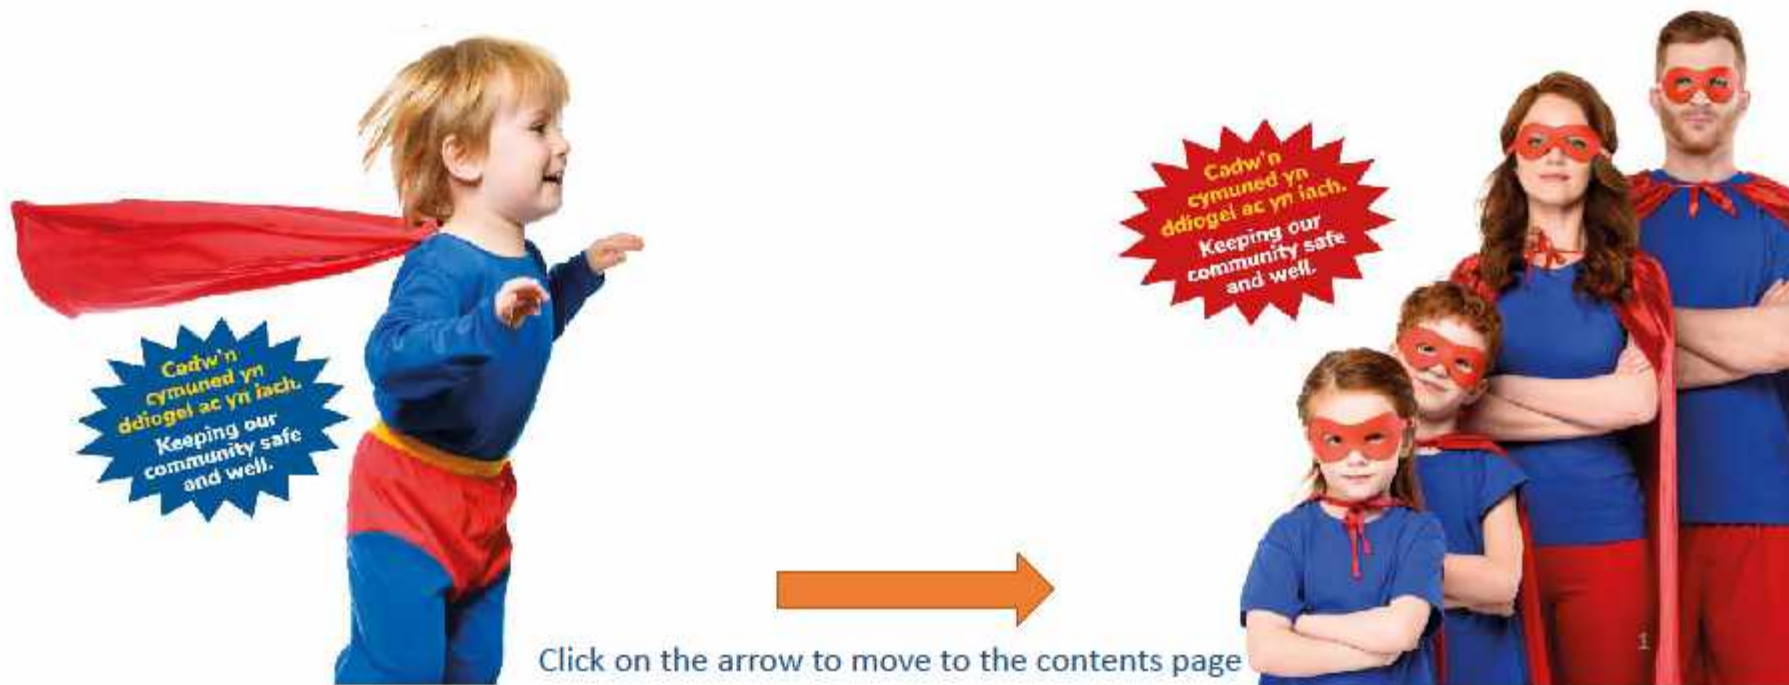 Cadw'n
cymuned yn
ddiogel ac yn iach.
Keeping our
community safe
and well.
Cadw'n
cymuned yn
ddiogel ac yn iach.
Keeping our
community safe
and well.
Click on the arrow to move to the contents page
1